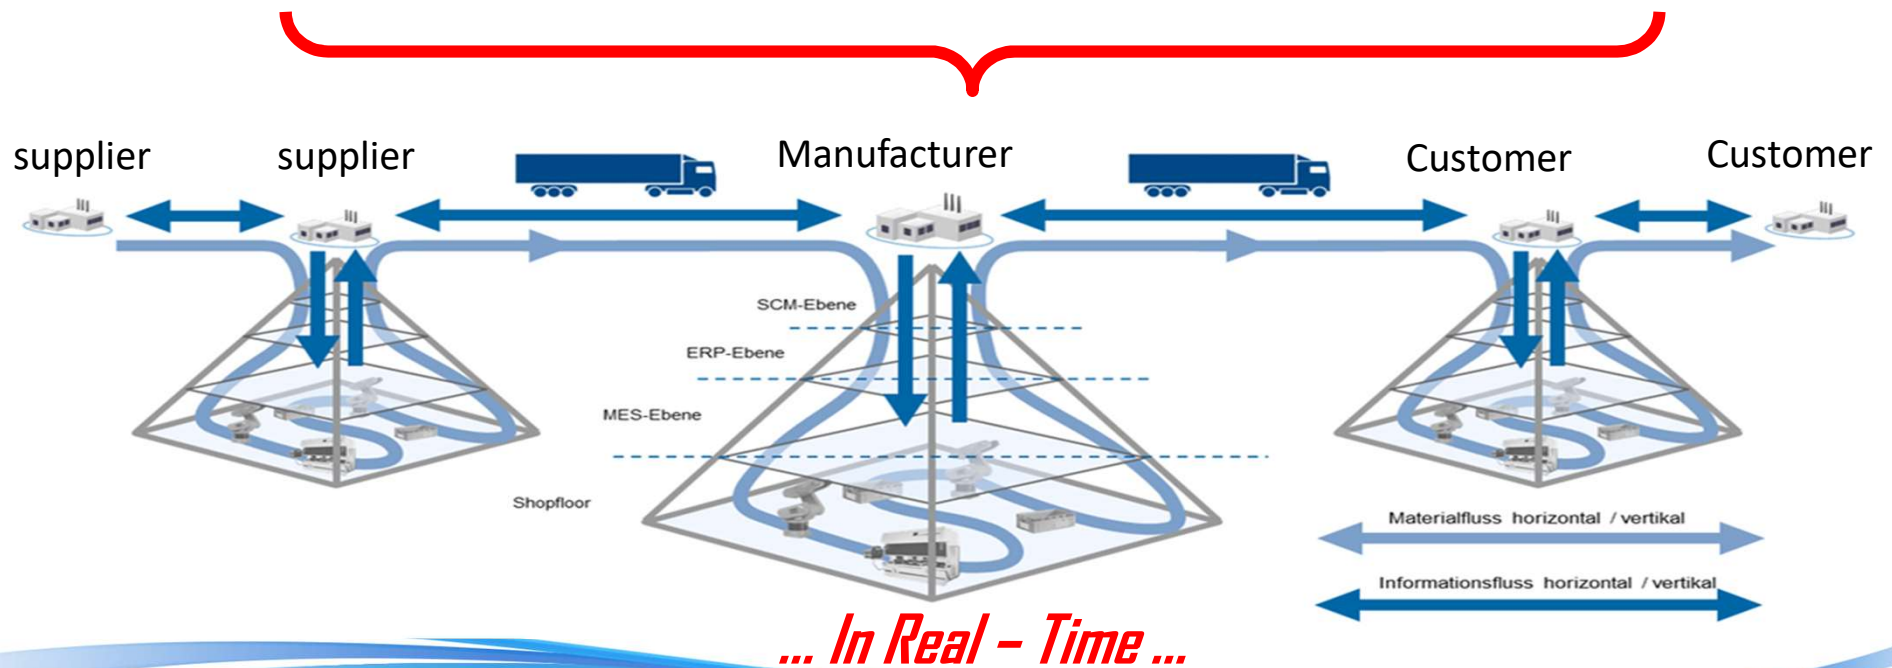 supplier
supplier
Manufacturer
Customer
Customer
SCM-Ebene
ERP-Ebene
MES-Ebene
Shopfloor
Materialfluss horizontal / vertikal
Informationsfluss horizontal / vertikal
... In Real – Time ...